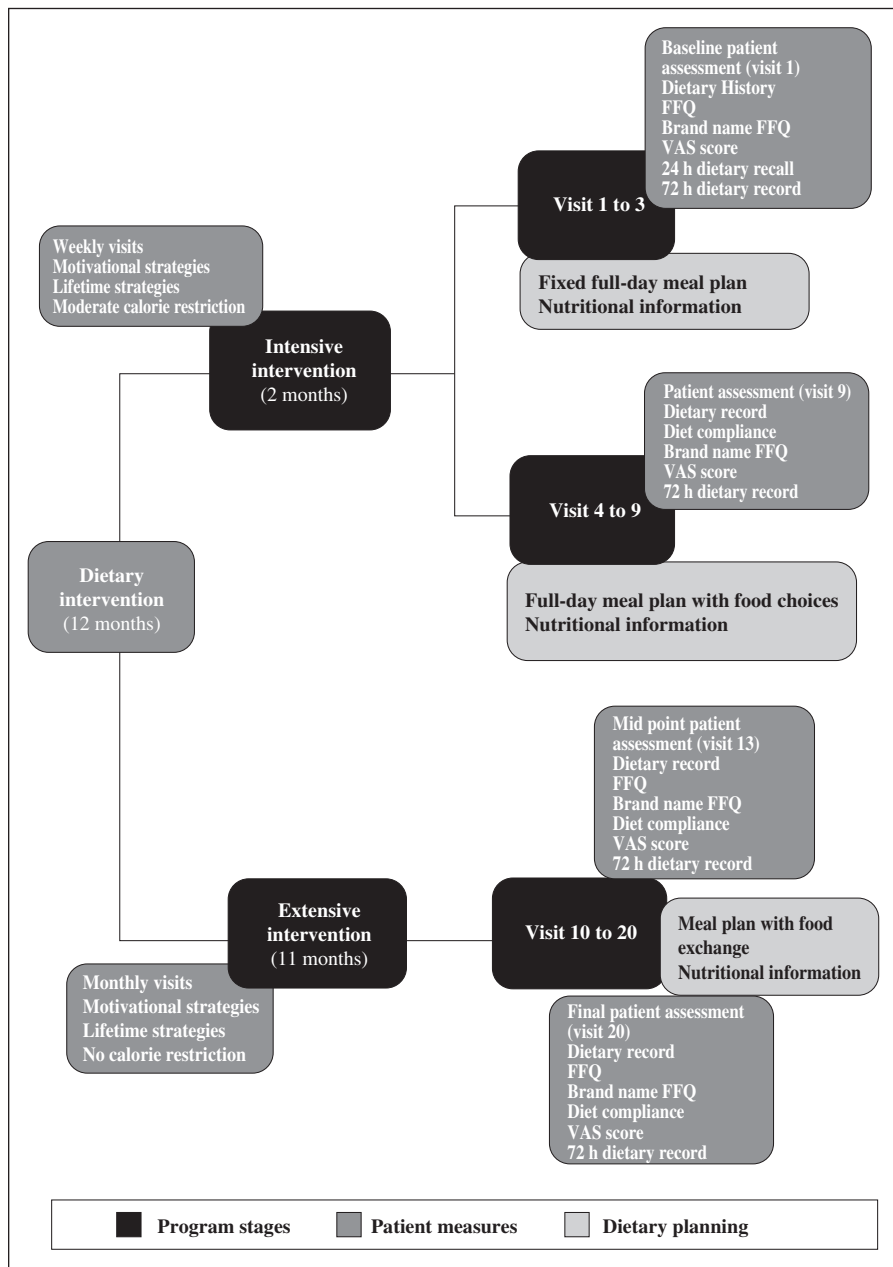 Baseline patient
assessment (visit 1)
Dietary History
FFQ
Brand name FFQ
VAS score
24 h dietary recall
72 h dietary record
Visit 1 to 3
Fixed full-day meal plan
Nutritional information
Weekly visits
Motivational strategies
Lifetime strategies
Moderate calorie restriction
Intensive
intervention
(2 months)
Patient assessment (visit 9)
Dietary record
Diet compliance
Brand name FFQ
VAS score
72 h dietary record
Visit 4 to 9
Full-day meal plan with food choices
Nutritional information
Dietary
intervention
(12 months)
Mid point patient
assessment (visit 13)
Dietary record
FFQ
Brand name FFQ
Diet compliance
VAS score
72 h dietary record
Extensive
intervention
(11 months)
Visit 10 to 20
Meal plan with food
exchange
Nutritional information
Monthly visits
Motivational strategies
Lifetime strategies
No calorie restriction
Final patient assessment
(visit 20)
Dietary record
FFQ
Brand name FFQ
Diet compliance
VAS score
72 h dietary record
Program stages
Patient measures
Dietary planning